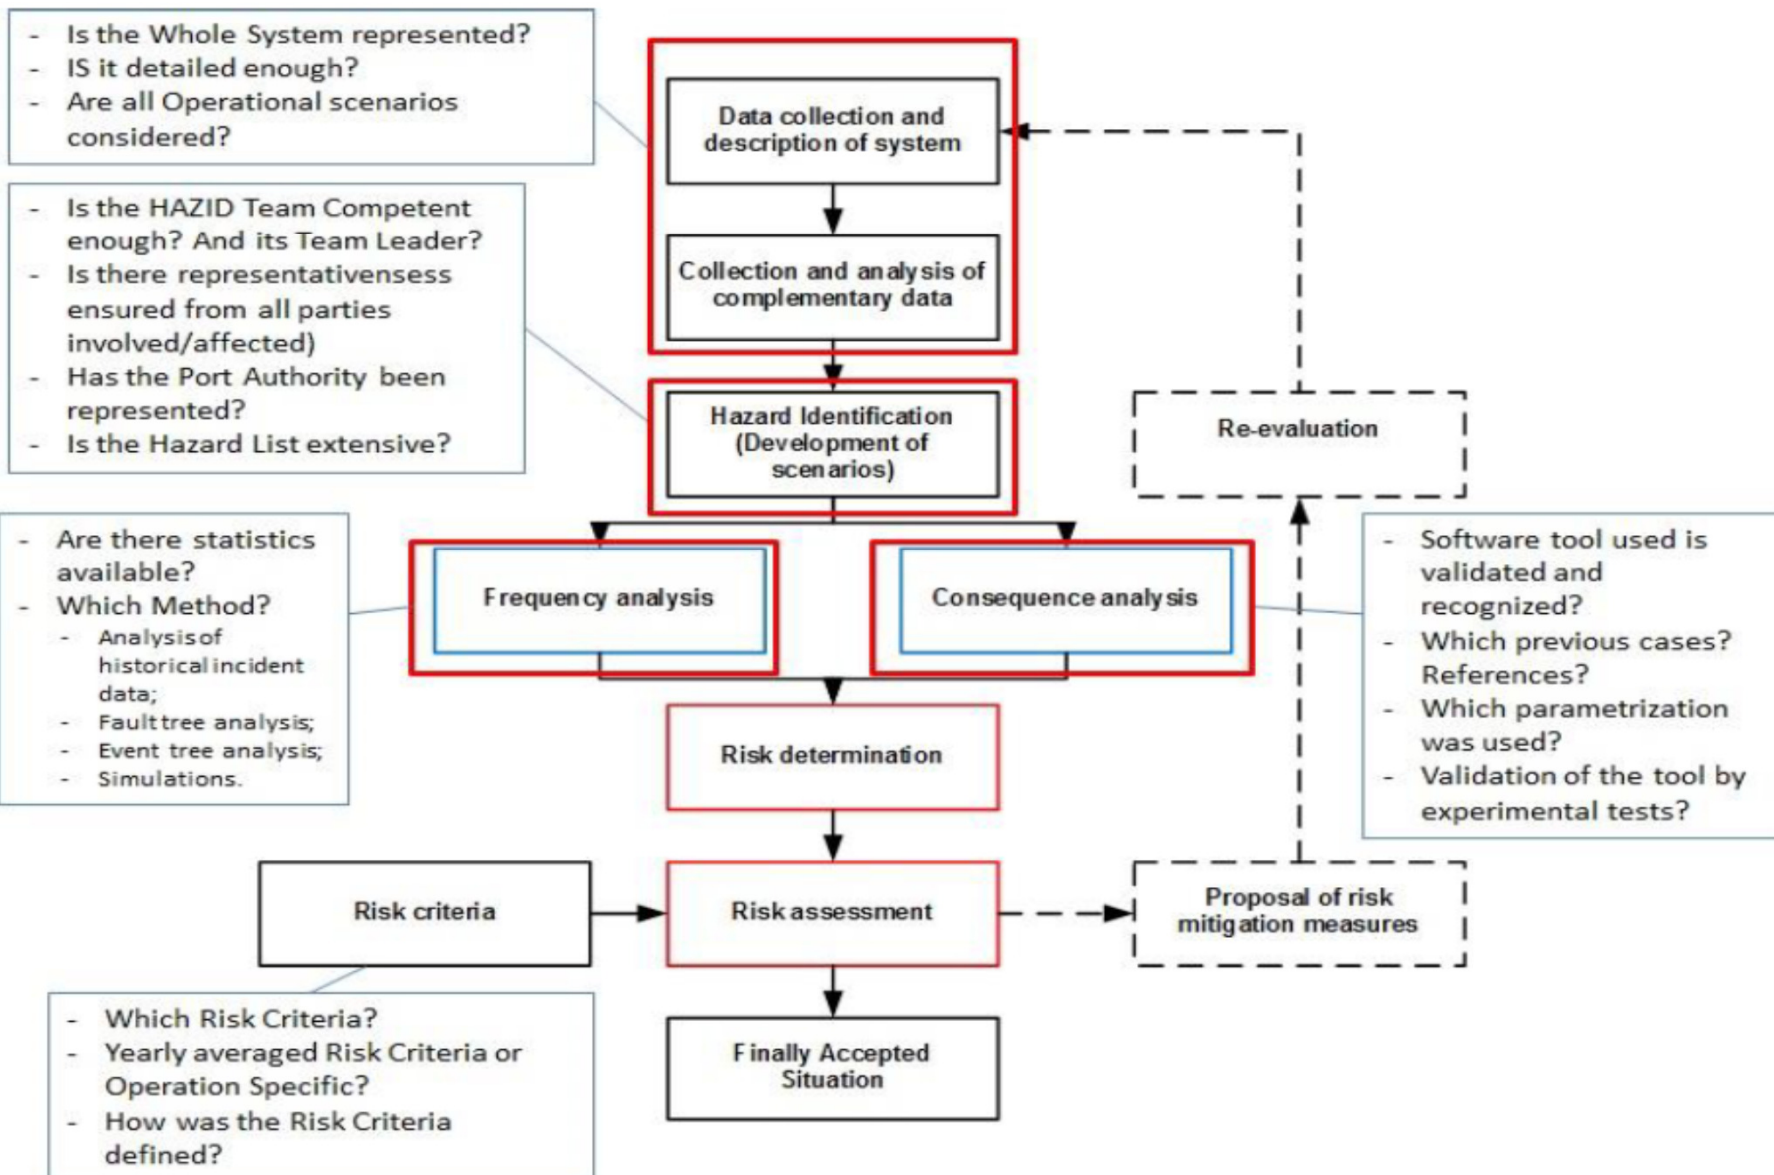 - Is the Whole System represented?
- IS it detailed enough?
- Are all Operational scenarios
considered?
- Is the HAZID Team Competent
enough? And its Team Leader?
- Is there representativensess
ensured from all parties
involved/affected)
- Has the Port Authority been
represented?
- Is the Hazard List extensive?
- Are there statistics
available?
- Which Method?
- Analysis of
historical incident
data;
- Fault tree analysis;
- Event tree analysis;
- Simulations.
Data collection and
description of system
Collection and analysis of
complementary data
Hazard Identification
(Development of
scenarios)
Frequency analysis
Consequence analysis
Risk determination
Risk criteria
Risk assessment
Proposal of risk
mitigation measures
Re-evaluation
Finally Accepted
Situation
- Software tool used is
validated and
recognized?
- Which previous cases?
References?
- Which parametrization
was used?
- Validation of the tool by
experimental tests?
- Which Risk Criteria?
- Yearly averaged Risk Criteria or
Operation Specific?
- How was the Risk Criteria
defined?